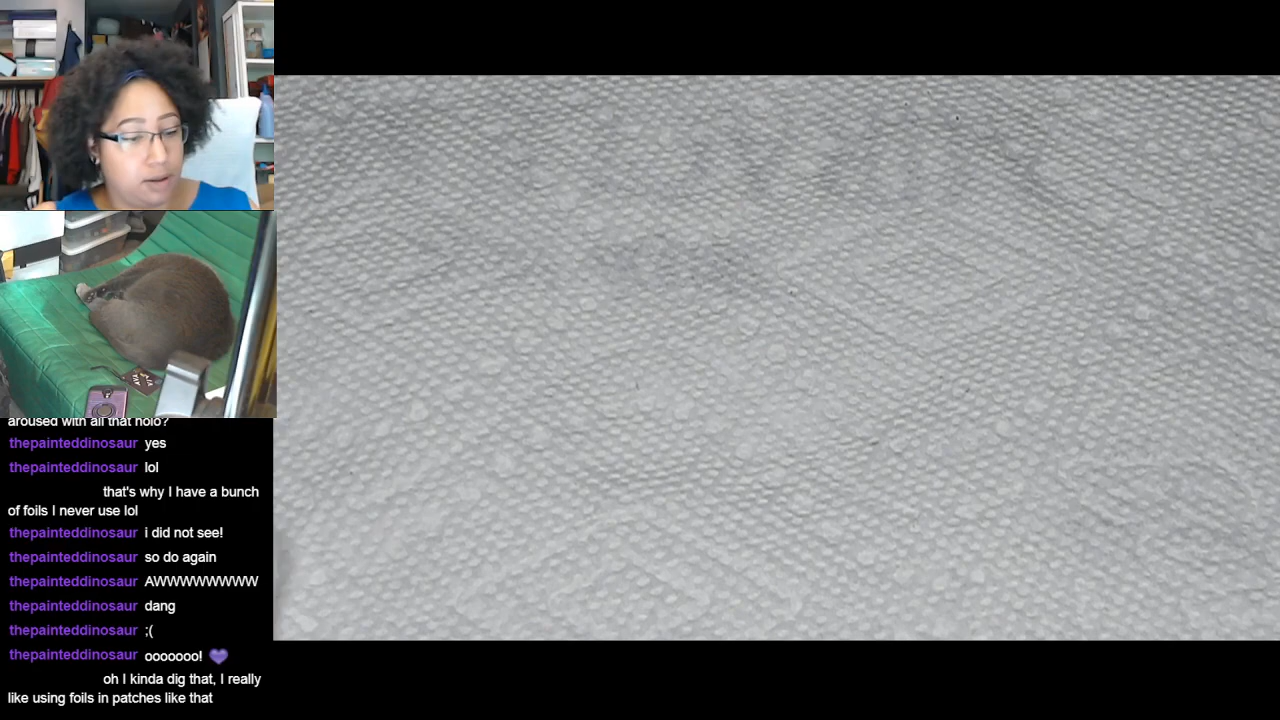 aroused with all that holo?
thepainteddinosaur yes
thepainteddinosaur lol
that's why I have a bunch
of foils I never use lol
thepainteddinosaur i did not see!
thepainteddinosaur so do again
thepainteddinosaur AWWWWWWWW
thepainteddinosaur dang
thepainteddinosaur ;(
thepainteddinosaur ooooooo! 💜
oh I kinda dig that, I really
like using foils in patches like that